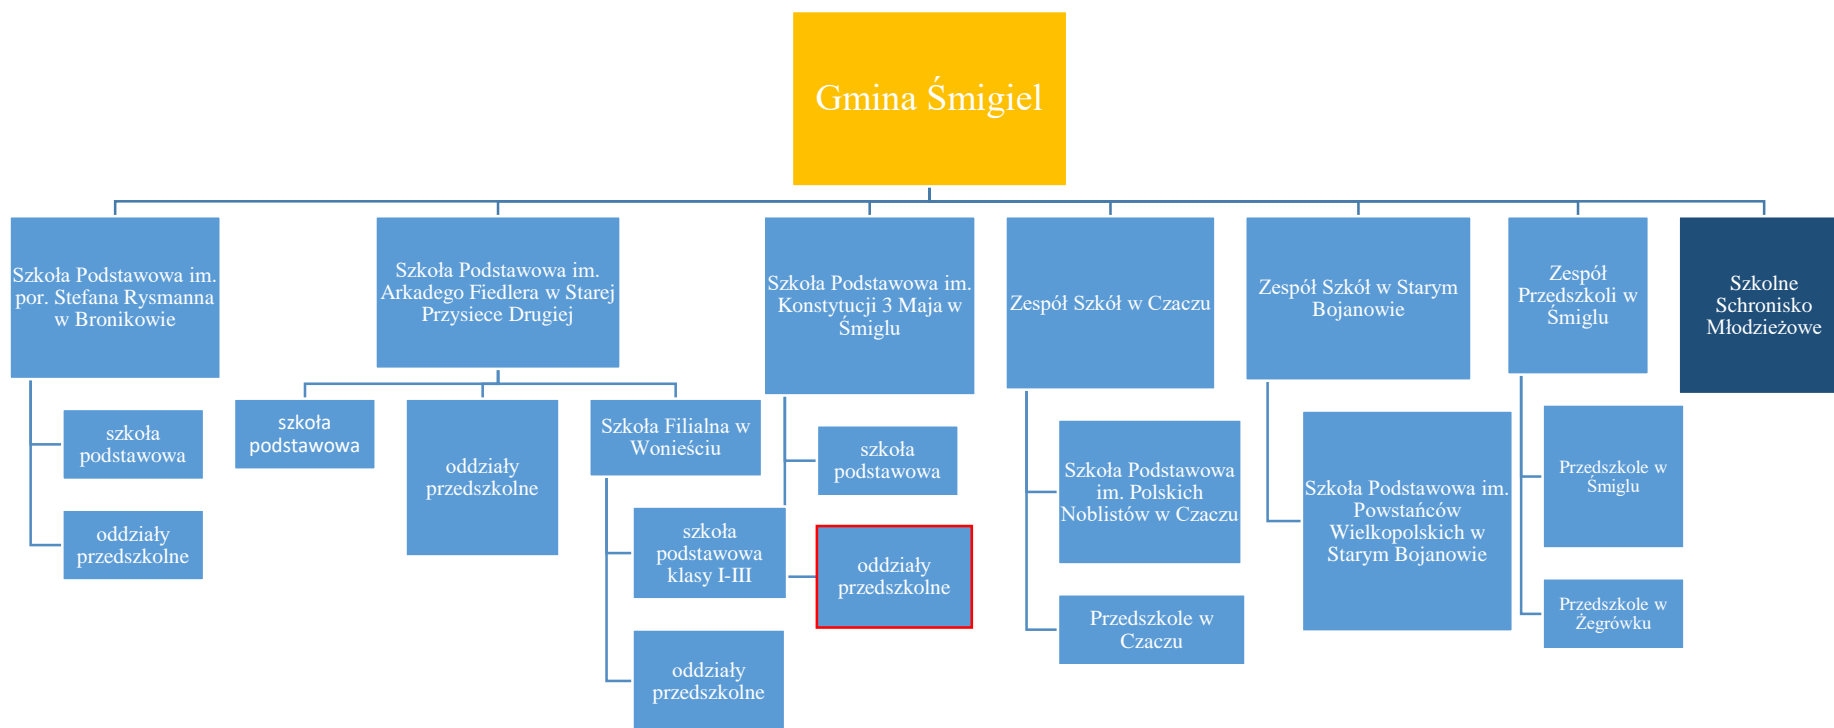 Gmina Śmigiel
Szkoła Podstawowa im.
por. Stefana Rysmanna
w Bronikowie
Szkoła Podstawowa im.
Arkadego Fiedlera w Starej
Przysiece Drugiej
Szkoła Podstawowa im.
Konstytucji 3 Maja w
Śmiglu
Zespół Szkół w Czaczu
Zespół Szkół w Starym
Bojanowie
Zespół
Przedszkoli w
Śmiglu
Szkolne
Schronisko
Młodzieżowe
szkoła
podstawowa
oddziały
przedszkolne
szkoła
podstawowa
oddziały
przedszkolne
Szkoła Filialna w
Wonieściu
szkoła
podstawowa
klasy I-III
oddziały
przedszkolne
szkoła
podstawowa
oddziały
przedszkolne
Szkoła Podstawowa
im. Polskich
Noblistów w Czaczu
Przedszkole w
Czaczu
Szkoła Podstawowa im.
Powstańców
Wielkopolskich w
Starym Bojanowie
Przedszkole w
Śmiglu
Przedszkole w
Żegrówku